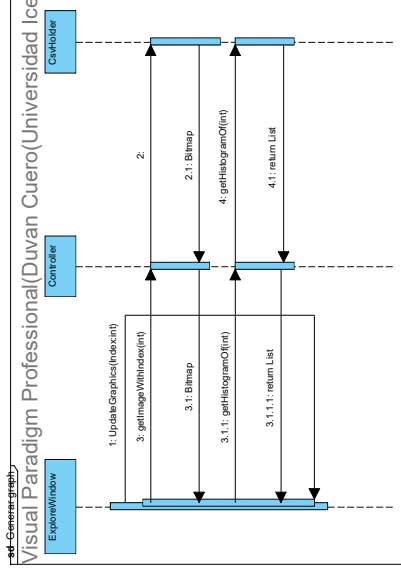 sd Generar graph
Visual Paradigm Professional(Duvan Cuero(Universidad Ice
ExploreWindow
Controller
CsvHolder
1: UpdateGraphics(Index:int)
2:
3: getImageWithIndex(int)
2.1: Bitmap
3.1: Bitmap
4: getHistogramOf(int)
3.1.1: getHistogramOf(int)
4.1: return List
3.1.1.1: return List